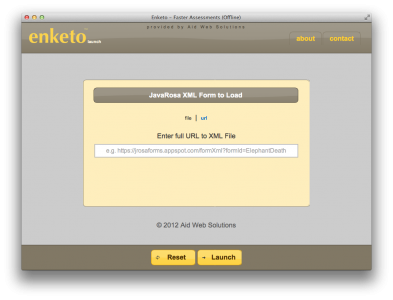 Enketo – Faster Assessments (Offline)
provided by Aid Web Solutions
enketo launch
about contact
JavaRosa XML Form to Load
file | url
Enter full URL to XML File
e.g. https://jrosaforms.appspot.com/formXml?formId=ElephantDeath
© 2012 Aid Web Solutions
Reset Launch